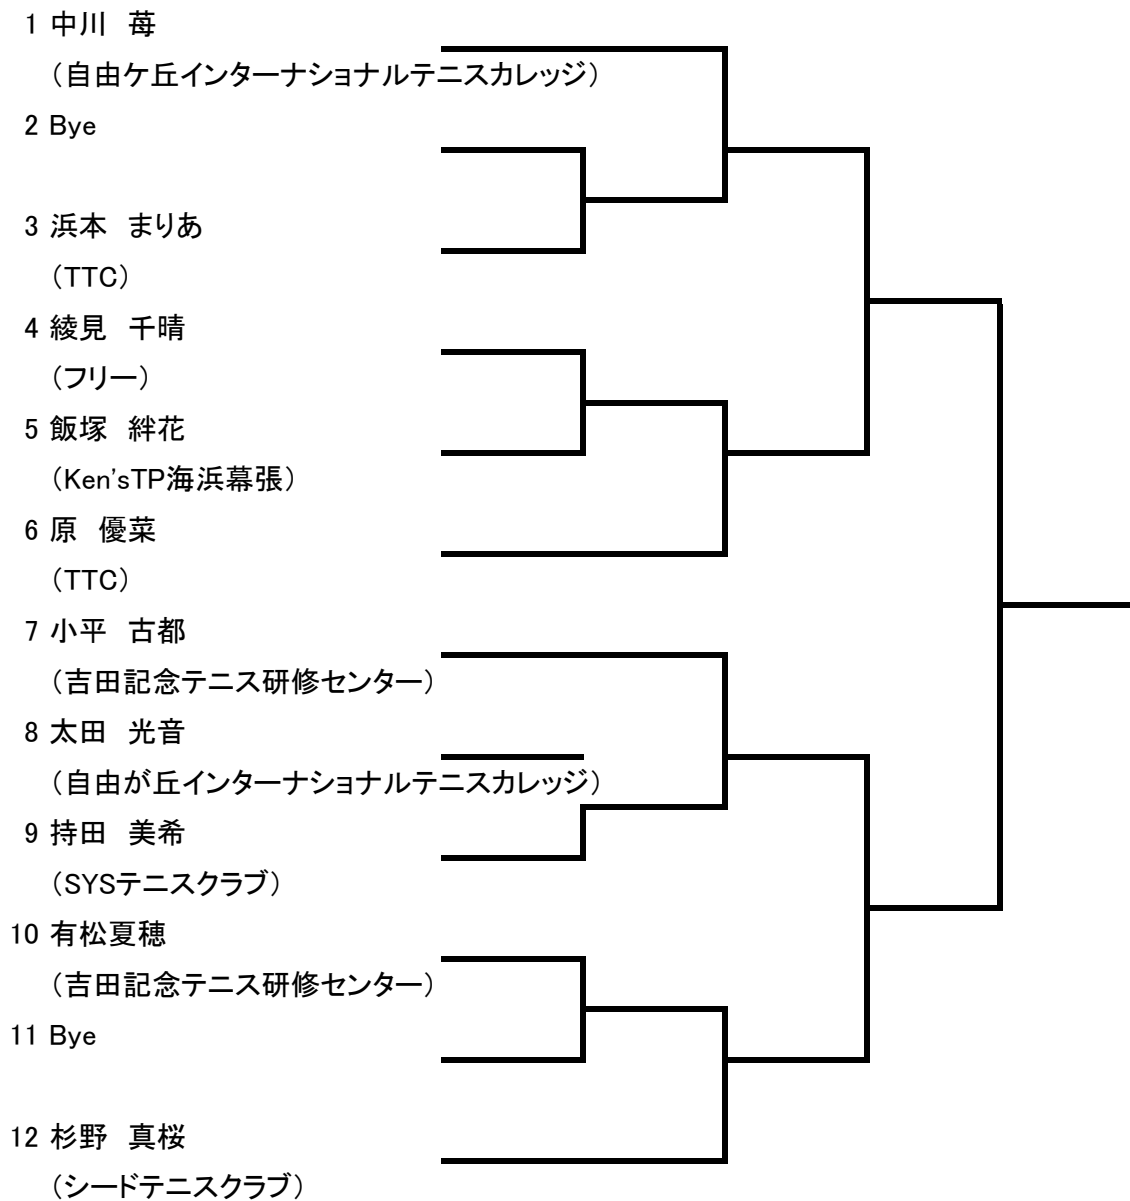 1 中川　苺
（自由ケ丘インターナショナルテニスカレッジ）
2 Bye
3 浜本　まりあ
（TTC）
4 綾見　千晴
（フリー）
5 飯塚　絆花
（Ken'sTP海浜幕張）
6 原　優菜
（TTC）
7 小平　古都
（吉田記念テニス研修センター）
8 太田　光音
（自由が丘インターナショナルテニスカレッジ）
9 持田　美希
（SYSテニスクラブ）
10 有松夏穂
（吉田記念テニス研修センター）
11 Bye
12 杉野　真桜
（シードテニスクラブ）